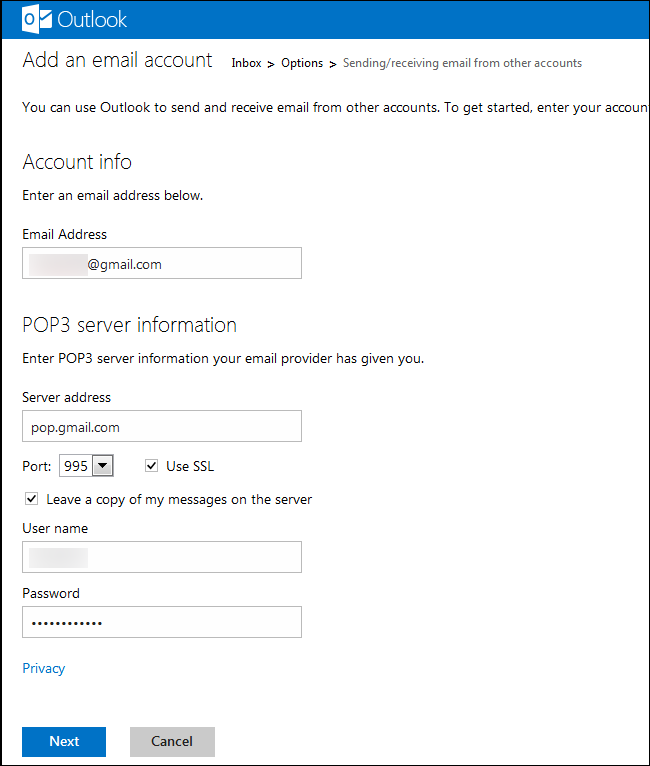 Outlook
Add an email account Inbox > Options > Sending/receiving email from other accounts
You can use Outlook to send and receive email from other accounts. To get started, enter your accoun
Account info
Enter an email address below.
Email Address
@gmail.com
POP3 server information
Enter POP3 server information your email provider has given you.
Server address
pop.gmail.com
Port: 995 Use SSL
Leave a copy of my messages on the server
User name
Password
••••••••••••
Privacy
Next Cancel